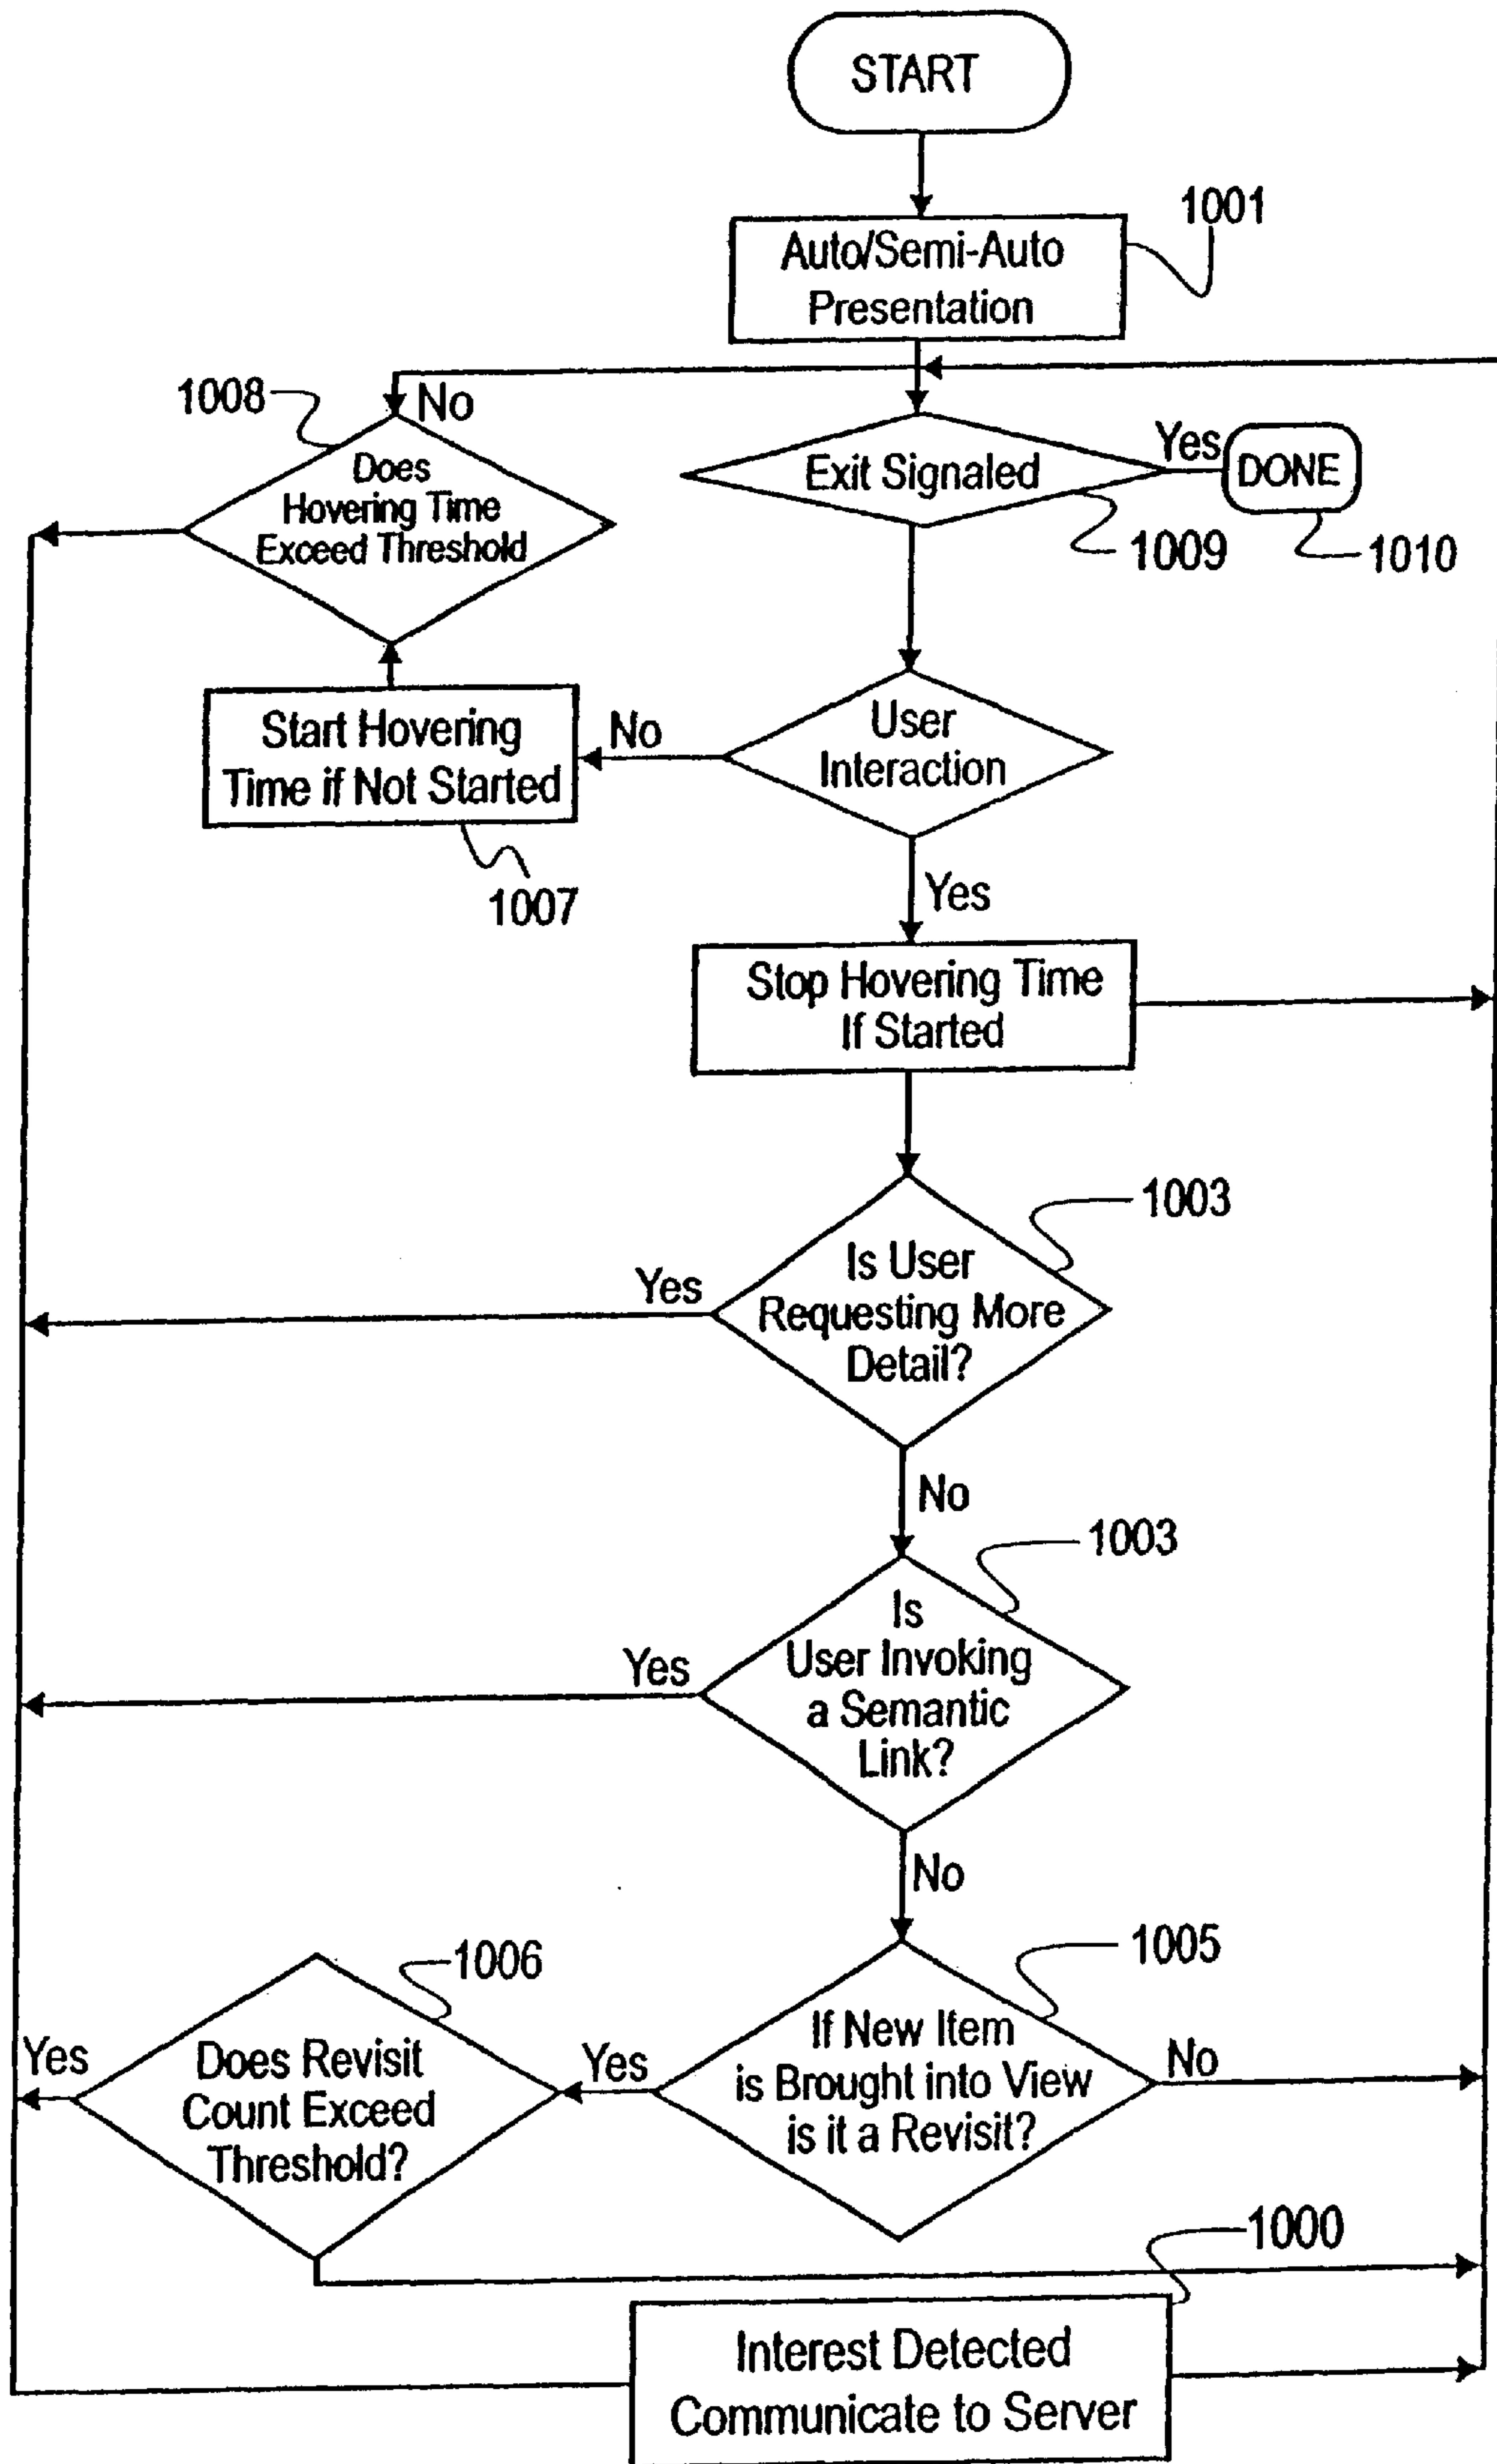 START
1001
Auto/Semi-Auto
Presentation
1008
No
Does
Hovering Time
Exceed Threshold
Exit Signaled
Yes
DONE
1009
1010
User
Interaction
No
Start Hovering
Time if Not Started
1007
Yes
Stop Hovering Time
If Started
1003
Is User
Requesting More
Detail?
Yes
No
1003
Is
User Invoking
a Semantic
Link?
Yes
No
1006
1005
Yes
Does Revisit
Count Exceed
Threshold?
Yes
If New Item
is Brought into View
is it a Revisit?
No
1000
Interest Detected
Communicate to Server